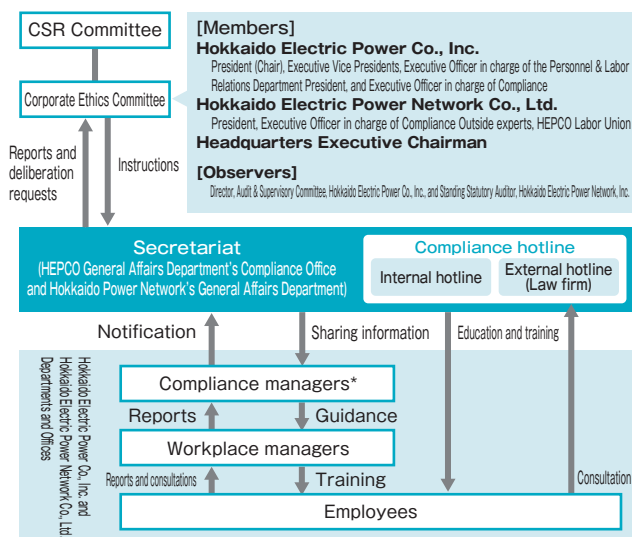 CSR Committee
Corporate Ethics Committee
[Members]
Hokkaido Electric Power Co., Inc.
President (Chair), Executive Vice Presidents, Executive Officer in charge of the Personnel & Labor
Relations Department President, and Executive Officer in charge of Compliance
Hokkaido Electric Power Network Co., Ltd.
President, Executive Officer in charge of Compliance Outside experts, HEPCO Labor Union
Headquarters Executive Chairman
[Observers]
Director, Audit & Supervisory Committee, Hokkaido Electric Power Co., Inc, and Standing Statutory Auditor, Hokkaido Electric Power Network, Inc.
Reports and
deliberation
requests
Instructions
Secretariat
(HEPCO General Affairs Department's Compliance Office
and Hokkaido Power Network's General Affairs Department)
Compliance hotline
Internal hotline
External hotline
(Law firm)
Notification
Sharing information
Education and training
Hokkaido Electric Power Co., Inc. and
Hokkaido Electric Power Network Co., Ltd.
Departments and Offices
Compliance managers*
Reports
Guidance
Workplace managers
Reports and consultations
Training
Consultation
Employees